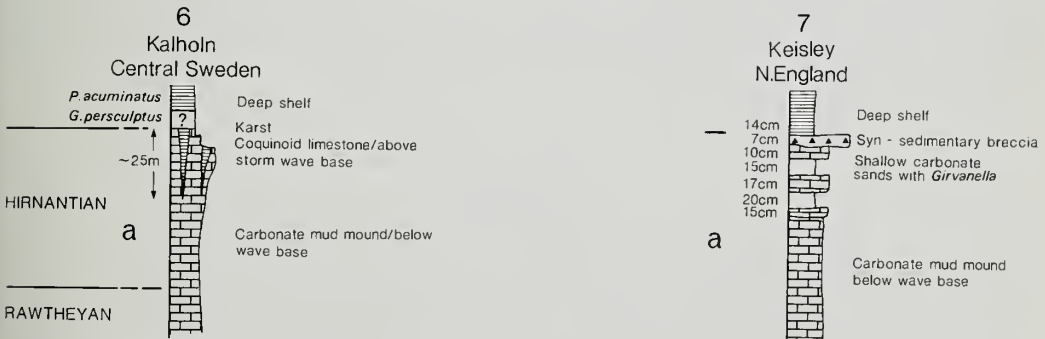 6
Kalholn
Central Sweden
P. acuminatus
G. persculptus
?
Deep shelf
Karst
Coquinoid limestone/above
storm wave base
~25m
HIRNANTIAN
a
Carbonate mud mound/below
wave base
RAWTHEYAN
7
Keisley
N.England
Deep shelf
14cm
7cm
Syn - sedimentary breccia
10cm
15cm
Shallow carbonate
sands with Girvanella
17cm
20cm
15cm
a
Carbonate mud mound
below wave base